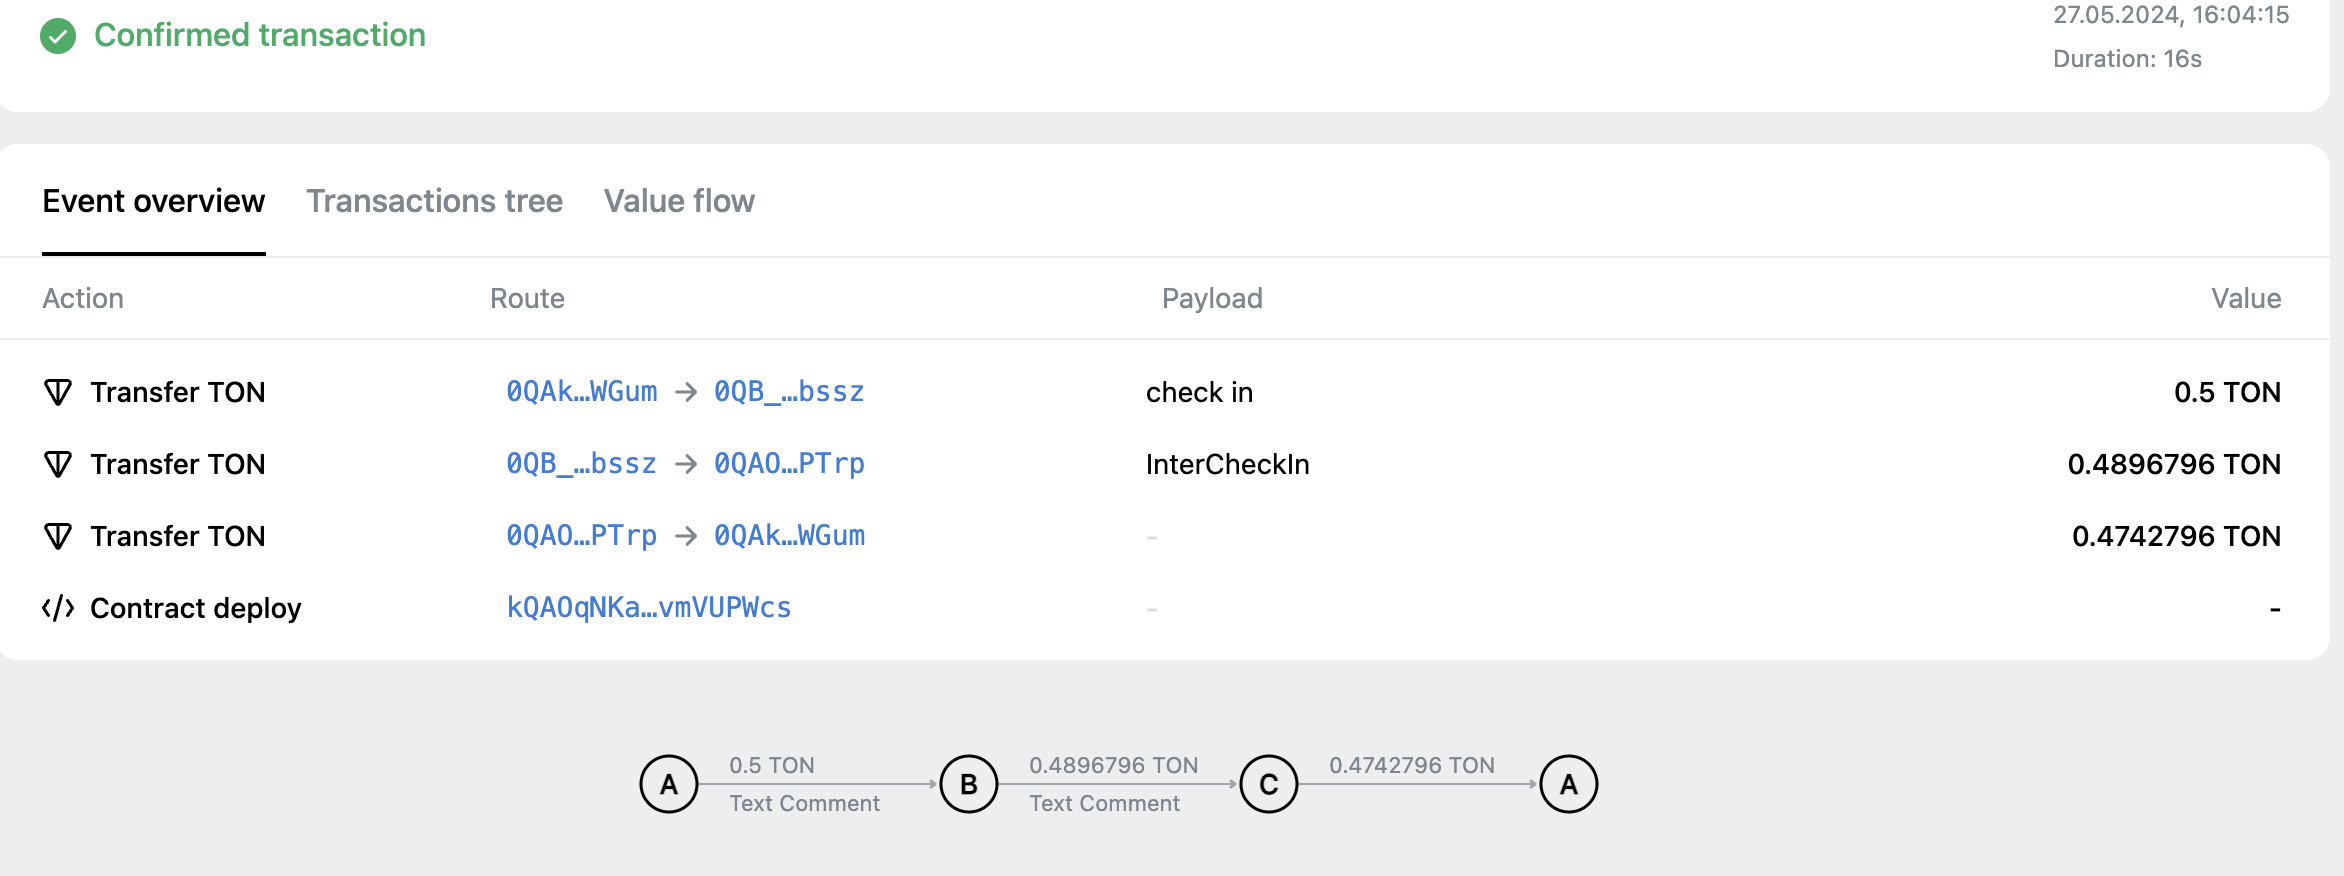 Confirmed transaction
27.05.2024, 16:04:15
Duration: 16s
Event overview Transactions tree Value flow
Action Route Payload Value
Transfer TON 0QAk…WGum → 0QB_…bssz check in 0.5 TON
Transfer TON 0QB_…bssz → 0QAO…PTrp InterCheckIn 0.4896796 TON
Transfer TON 0QAO…PTrp → 0QAk…WGum - 0.4742796 TON
</> Contract deploy kQAOqNKa…vmVUPWcs - -
0.5 TON 0.4896796 TON 0.4742796 TON
A B C A
Text Comment Text Comment